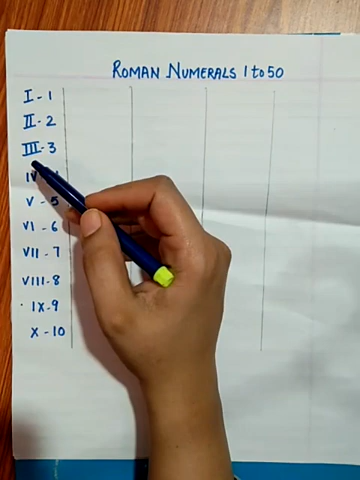 ROMAN NUMERALS 1 to 50
I - 1
II - 2
III - 3
IV
V - 5
VI - 6
VII - 7
VIII - 8
IX - 9
X - 10